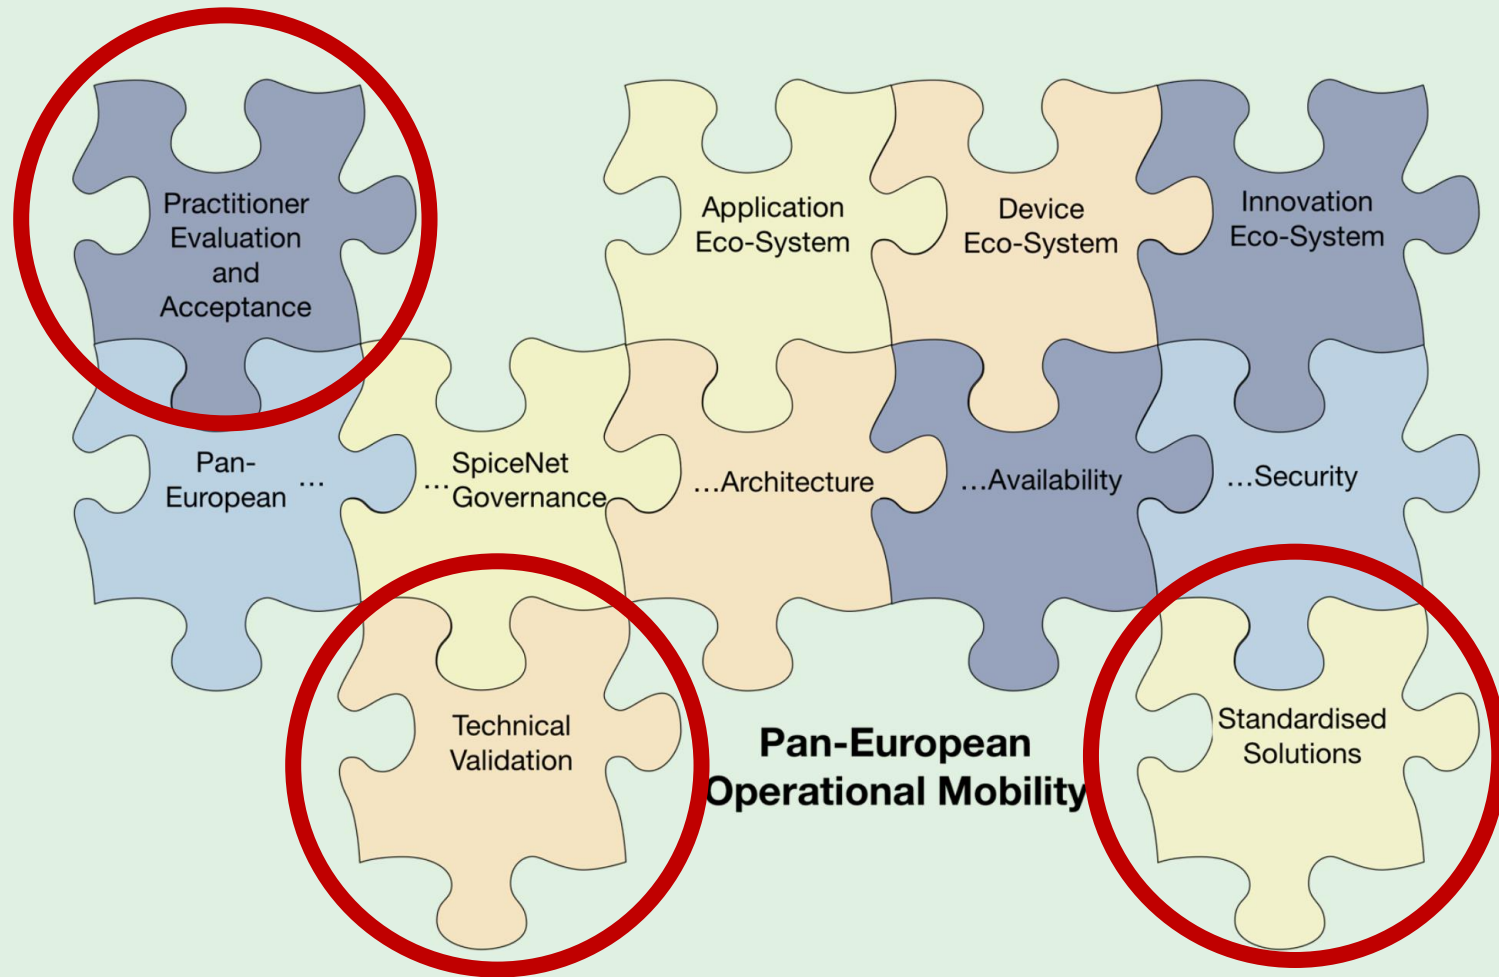 Practitioner
Evaluation
and
Acceptance
Application
Eco-System
Device
Eco-System
Innovation
Eco-System
Pan-
European ...
...SpiceNet
Governance
...Architecture
...Availability
...Security
Technical
Validation
Pan-European
Operational Mobility
Standardised
Solutions